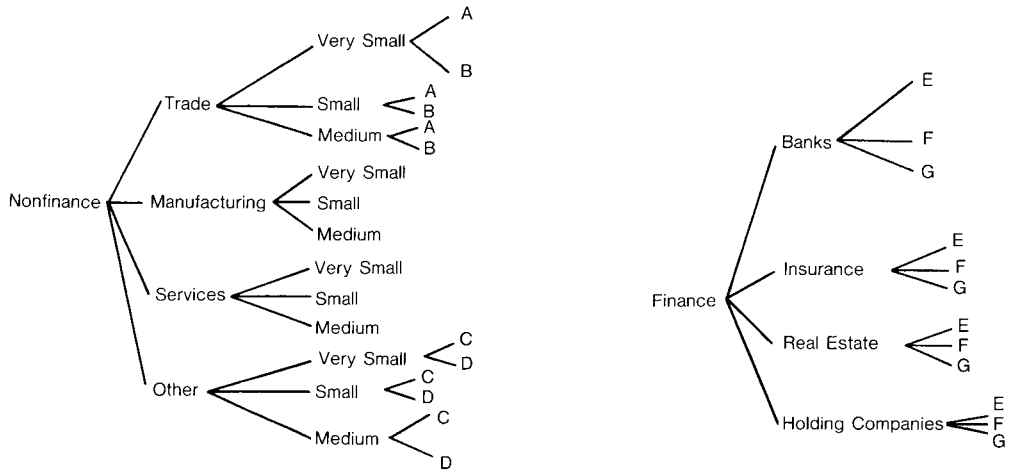 Nonfinance
Trade
Very Small
A
B
Small
A
B
Medium
A
B
Manufacturing
Very Small
Small
Medium
Services
Very Small
Small
Medium
Other
Very Small
C
D
Small
C
D
Medium
C
D
Finance
Banks
E
F
G
Insurance
E
F
G
Real Estate
E
F
G
Holding Companies
E
F
G